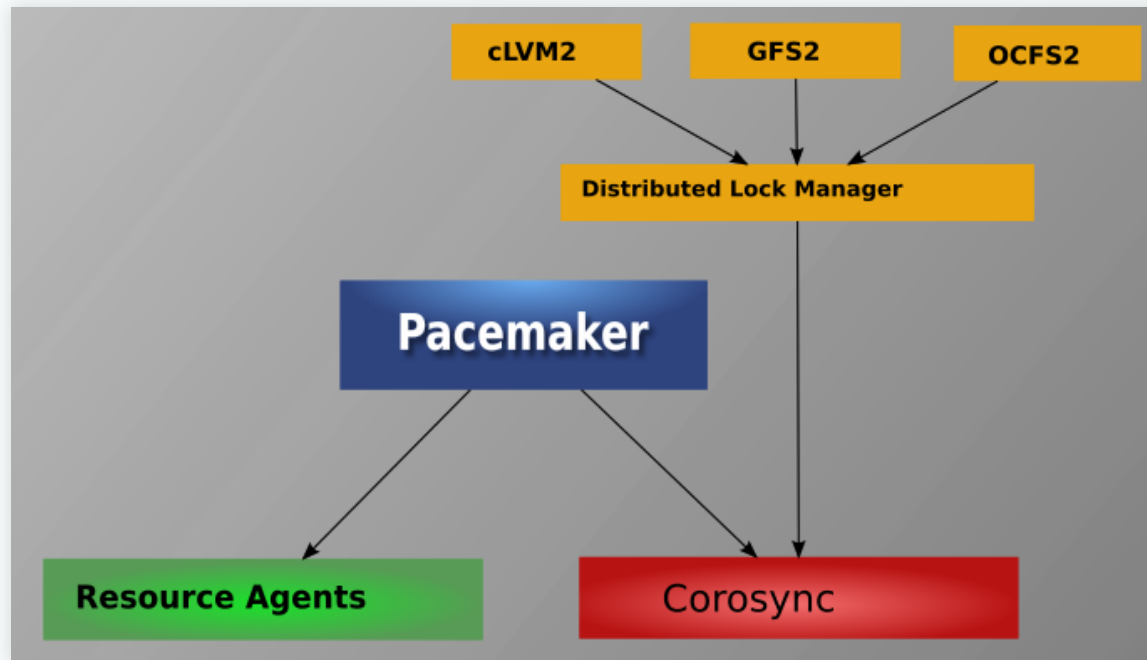 cLVM2
GFS2
OCFS2
Distributed Lock Manager
Pacemaker
Resource Agents
Corosync